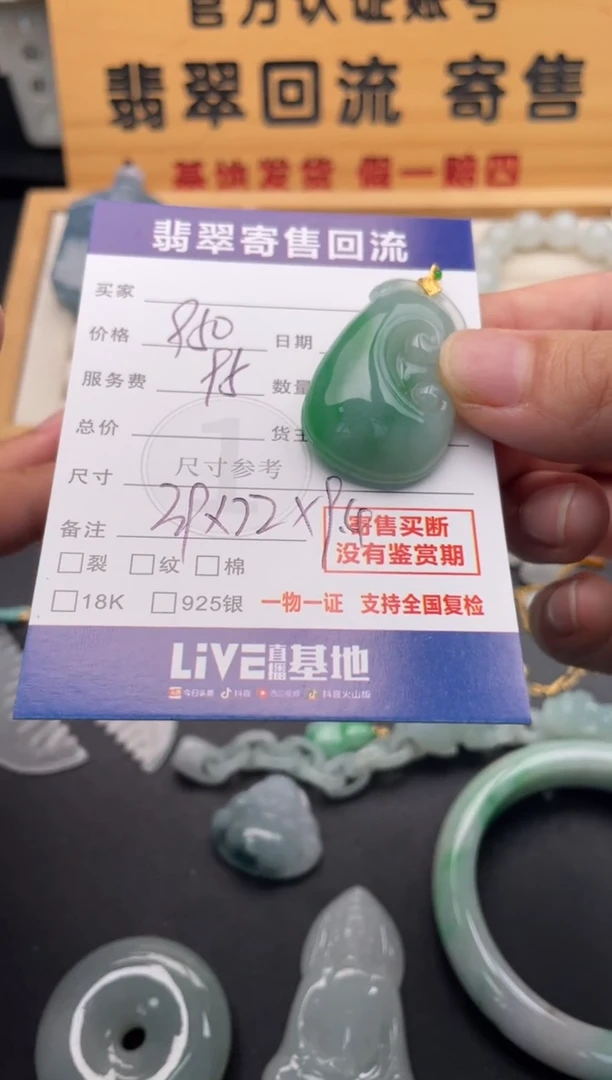 官方认证账号
翡翠回流 寄售
基地发货 假一赔四
翡翠寄售回流
买家
价格 850 日期
服务费 85 数量
总价 货主
尺寸 尺寸参考
备注
寄售买断
没有鉴赏期
裂 纹 棉
18K 925银 一物一证 支持全国复检
LiVE直播基地
今日头条 抖音 西瓜视频 抖音火山版